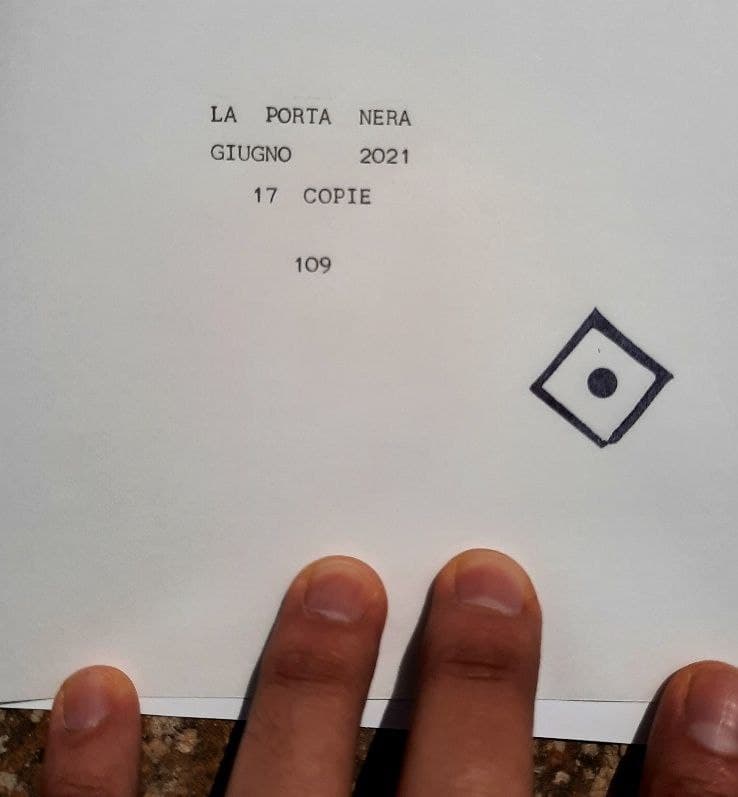 LA PORTA NERA
GIUGNO 2021
17 COPIE
109